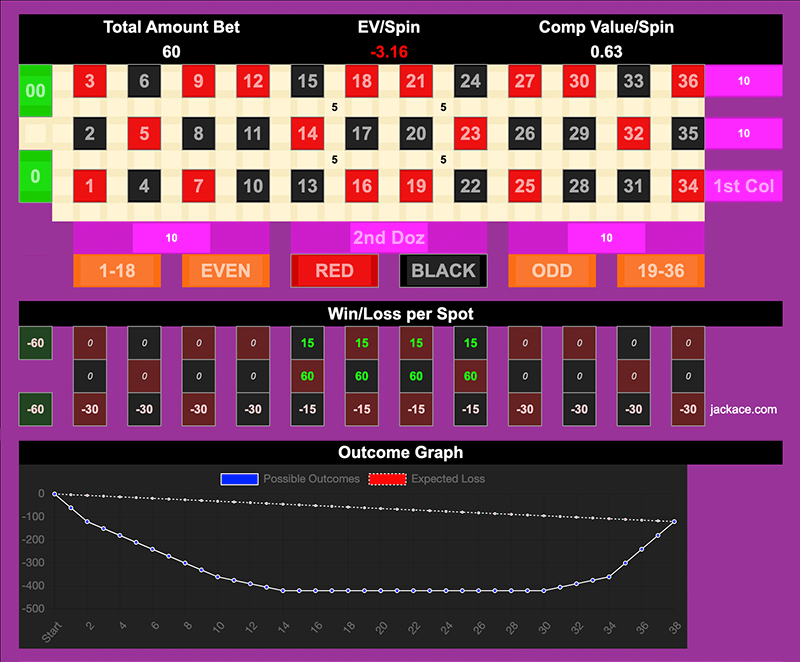 Total Amount Bet EV/Spin Comp Value/Spin
60 -3.16 0.63
00 3 6 9 12 15 18 21 24 27 30 33 36 10
5 5
2 5 8 11 14 17 20 23 26 29 32 35 10
5 5
0 1 4 7 10 13 16 19 22 25 28 31 34 1st Col
10 2nd Doz 10
1-18 EVEN RED BLACK ODD 19-36
Win/Loss per Spot
-60 0 0 0 0 15 15 15 15 0 0 0 0
0 0 0 0 60 60 60 60 0 0 0 0
-60 -30 -30 -30 -30 -15 -15 -15 -15 -30 -30 -30 -30 jackace.com
Outcome Graph
Possible Outcomes Expected Loss
0
-100
-200
-300
-400
-500
Start 2 4 6 8 10 12 14 16 18 20 22 24 26 28 30 32 34 36 38